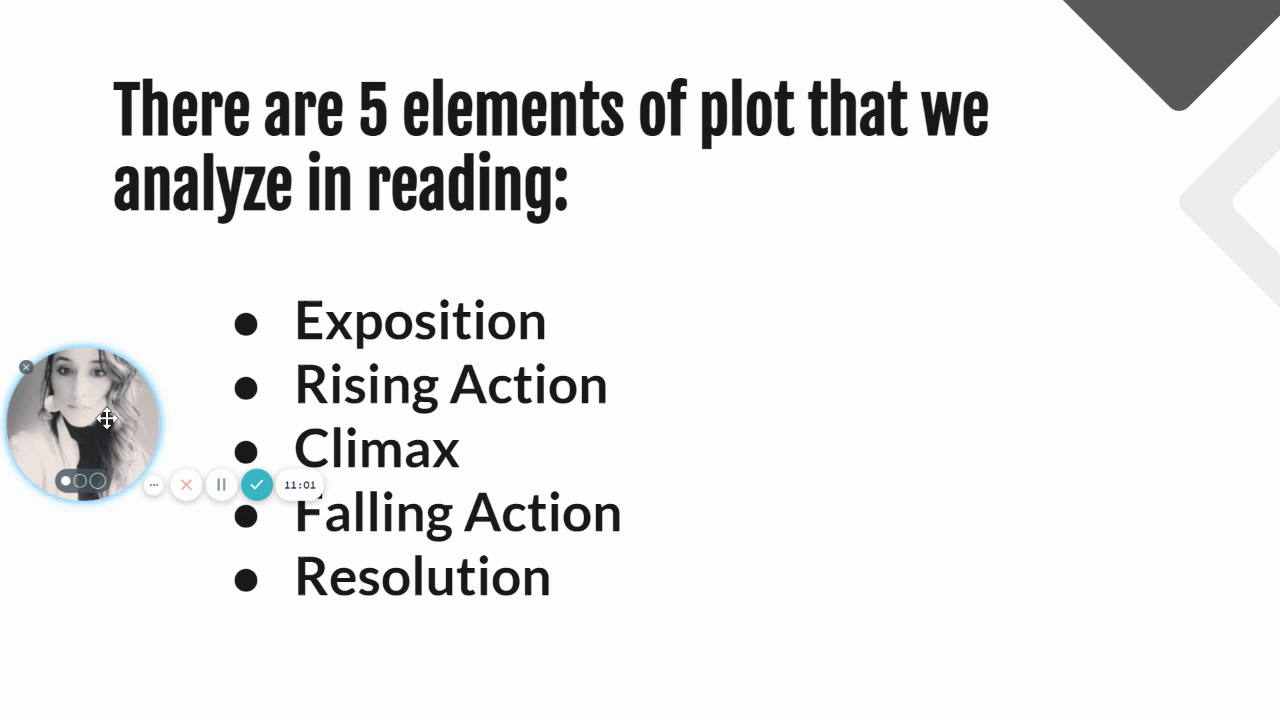 There are 5 elements of plot that we
analyze in reading:
● Exposition
● Rising Action
● Climax
● Falling Action
● Resolution
11:01